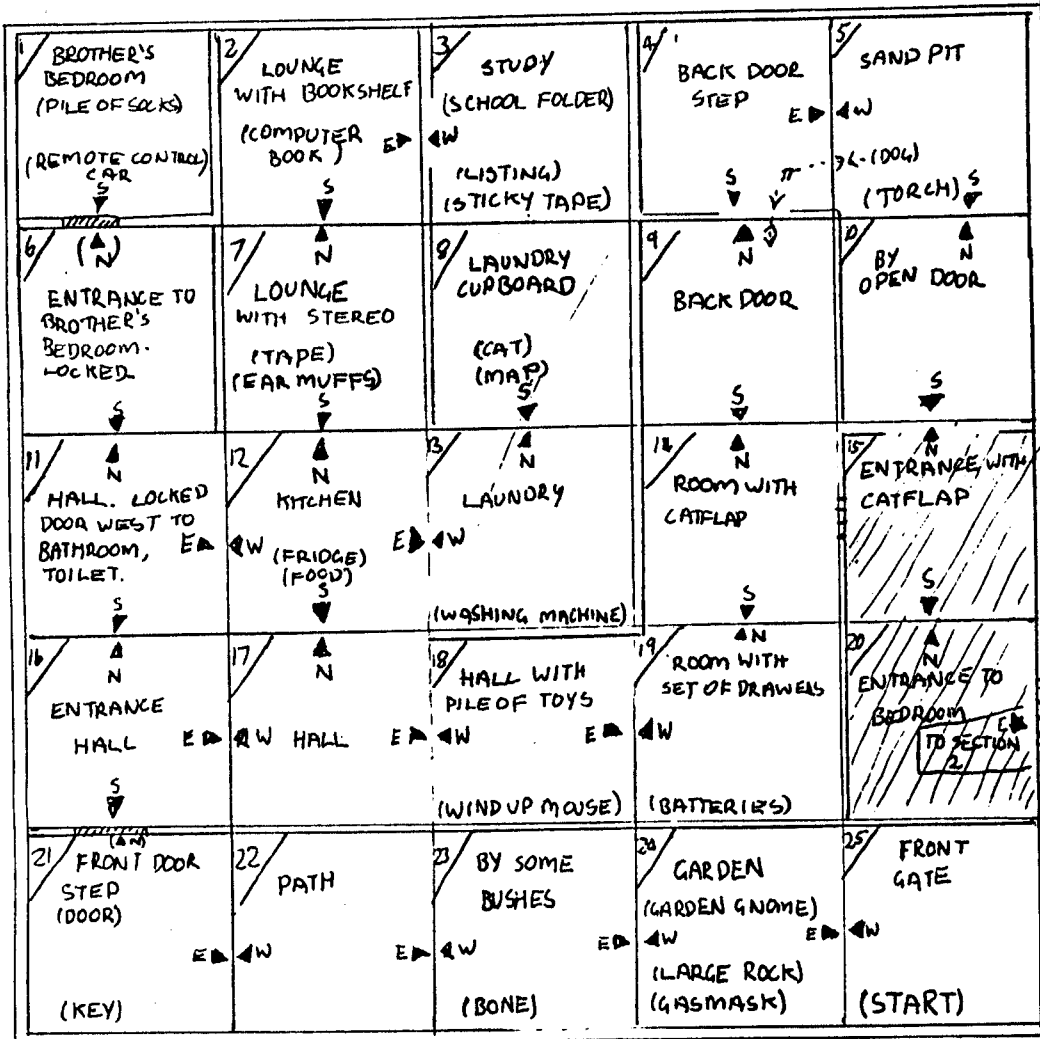 1
BROTHER'S
BEDROOM
(PILE OF SOCKS)
(REMOTE CONTROL)
CAR
S
2
LOUNGE
WITH BOOKSHELF
(COMPUTER
BOOK)
E
S
3
STUDY
(SCHOOL FOLDER)
W
(LISTING)
(STICKY TAPE)
4
BACK DOOR
STEP
E
S
5
SAND PIT
W
(DOG)
(TORCH)
S
6
(N)
ENTRANCE TO
BROTHER'S
BEDROOM.
LOCKED
S
7
N
LOUNGE
WITH STEREO
(TAPE)
(EAR MUFFS)
S
8
LAUNDRY
CUPBOARD
(CAT)
(MAP)
S
9
N
BACK DOOR
S
10
N
BY
OPEN DOOR
S
11
N
HALL. LOCKED
DOOR WEST TO
BATHROOM,
TOILET.
E
S
12
N
KITCHEN
W
E
(FRIDGE)
(FOOD)
S
13
N
LAUNDRY
W
(WASHING MACHINE)
14
N
ROOM WITH
CATFLAP
S
15
N
ENTRANCE WITH
CATFLAP
S
16
N
ENTRANCE
HALL
E
S
17
N
W
HALL
E
18
HALL WITH
PILE OF TOYS
W
E
(WIND UP MOUSE)
19
N
ROOM WITH
SET OF DRAWERS
W
(BATTERIES)
20
N
ENTRANCE TO
BEDROOM
E
TO SECTION
2
21
(N)
FRONT DOOR
STEP
(DOOR)
E
(KEY)
22
PATH
W
E
23
BY SOME
BUSHES
W
E
(BONE)
24
GARDEN
(GARDEN GNOME)
W
E
(LARGE ROCK)
(GASMASK)
25
FRONT
GATE
W
(START)